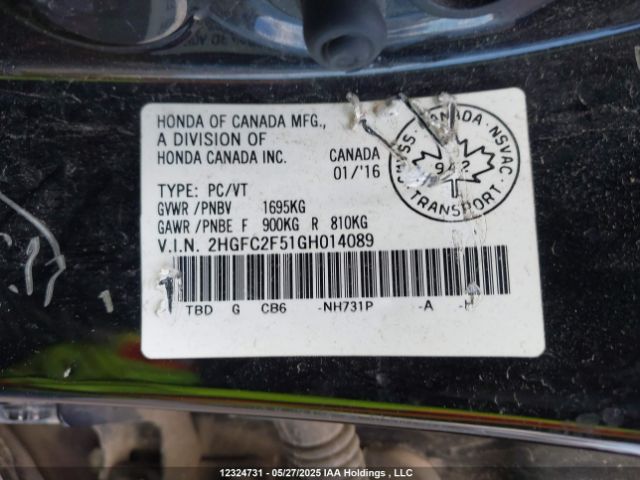 HONDA OF CANADA MFG.,
A DIVISION OF
HONDA CANADA INC.
CANADA
01/'16
CANADA · NSVAC
TRANSPORT
TYPE: PC/VT
GVWR /PNBV 1695KG
GAWR /PNBE F 900KG R 810KG
V.I.N. 2HGFC2F51GH014089
TBD G CB6 -NH731P -A
12324731 - 05/27/2025 IAA Holdings , LLC